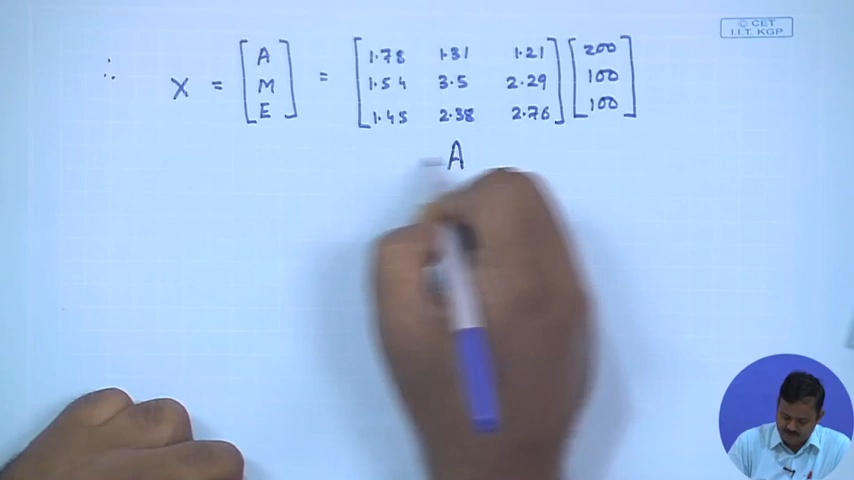 © CET
I.I.T. KGP
∴ X = [A M E] = [1.78 1.31 1.21; 1.54 3.5 2.29; 1.45 2.38 2.76] [200 100 100]
A